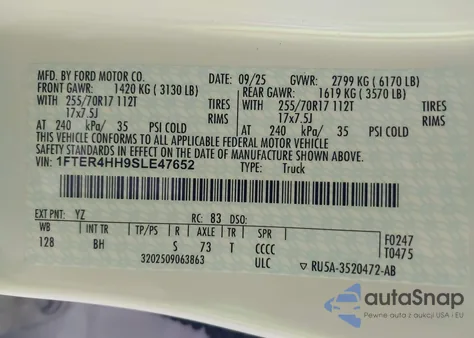 MFD. BY FORD MOTOR CO.
DATE: 09/25 GVWR: 2799 KG (6170 LB)
FRONT GAWR: 1420 KG (3130 LB) REAR GAWR: 1619 KG (3570 LB)
WITH 255/70R17 112T TIRES WITH 255/70R17 112T TIRES
17x7.5J RIMS 17x7.5J RIMS
AT 240 kPa/ 35 PSI COLD AT 240 kPa/ 35 PSI COLD
THIS VEHICLE CONFORMS TO ALL APPLICABLE FEDERAL MOTOR VEHICLE
SAFETY STANDARDS IN EFFECT ON THE DATE OF MANUFACTURE SHOWN ABOVE.
VIN: 1FTER4HH9SLE47652
TYPE: Truck
EXT PNT: YZ RC: 83 DSO:
WB INT TR TP/PS R AXLE TR SPR F0247
128 BH S 73 T CCCC T0475
3202509063863 ULC ▽ RU5A-3520472-AB
autoSnap
Pewne auta z USA i EU